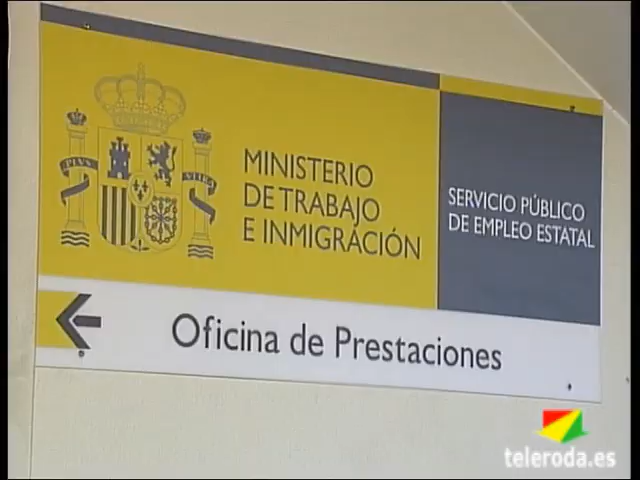 MINISTERIO
DE TRABAJO
E INMIGRACIÓN
SERVICIO PÚBLICO
DE EMPLEO ESTATAL
Oficina de Prestaciones
teleroda.es